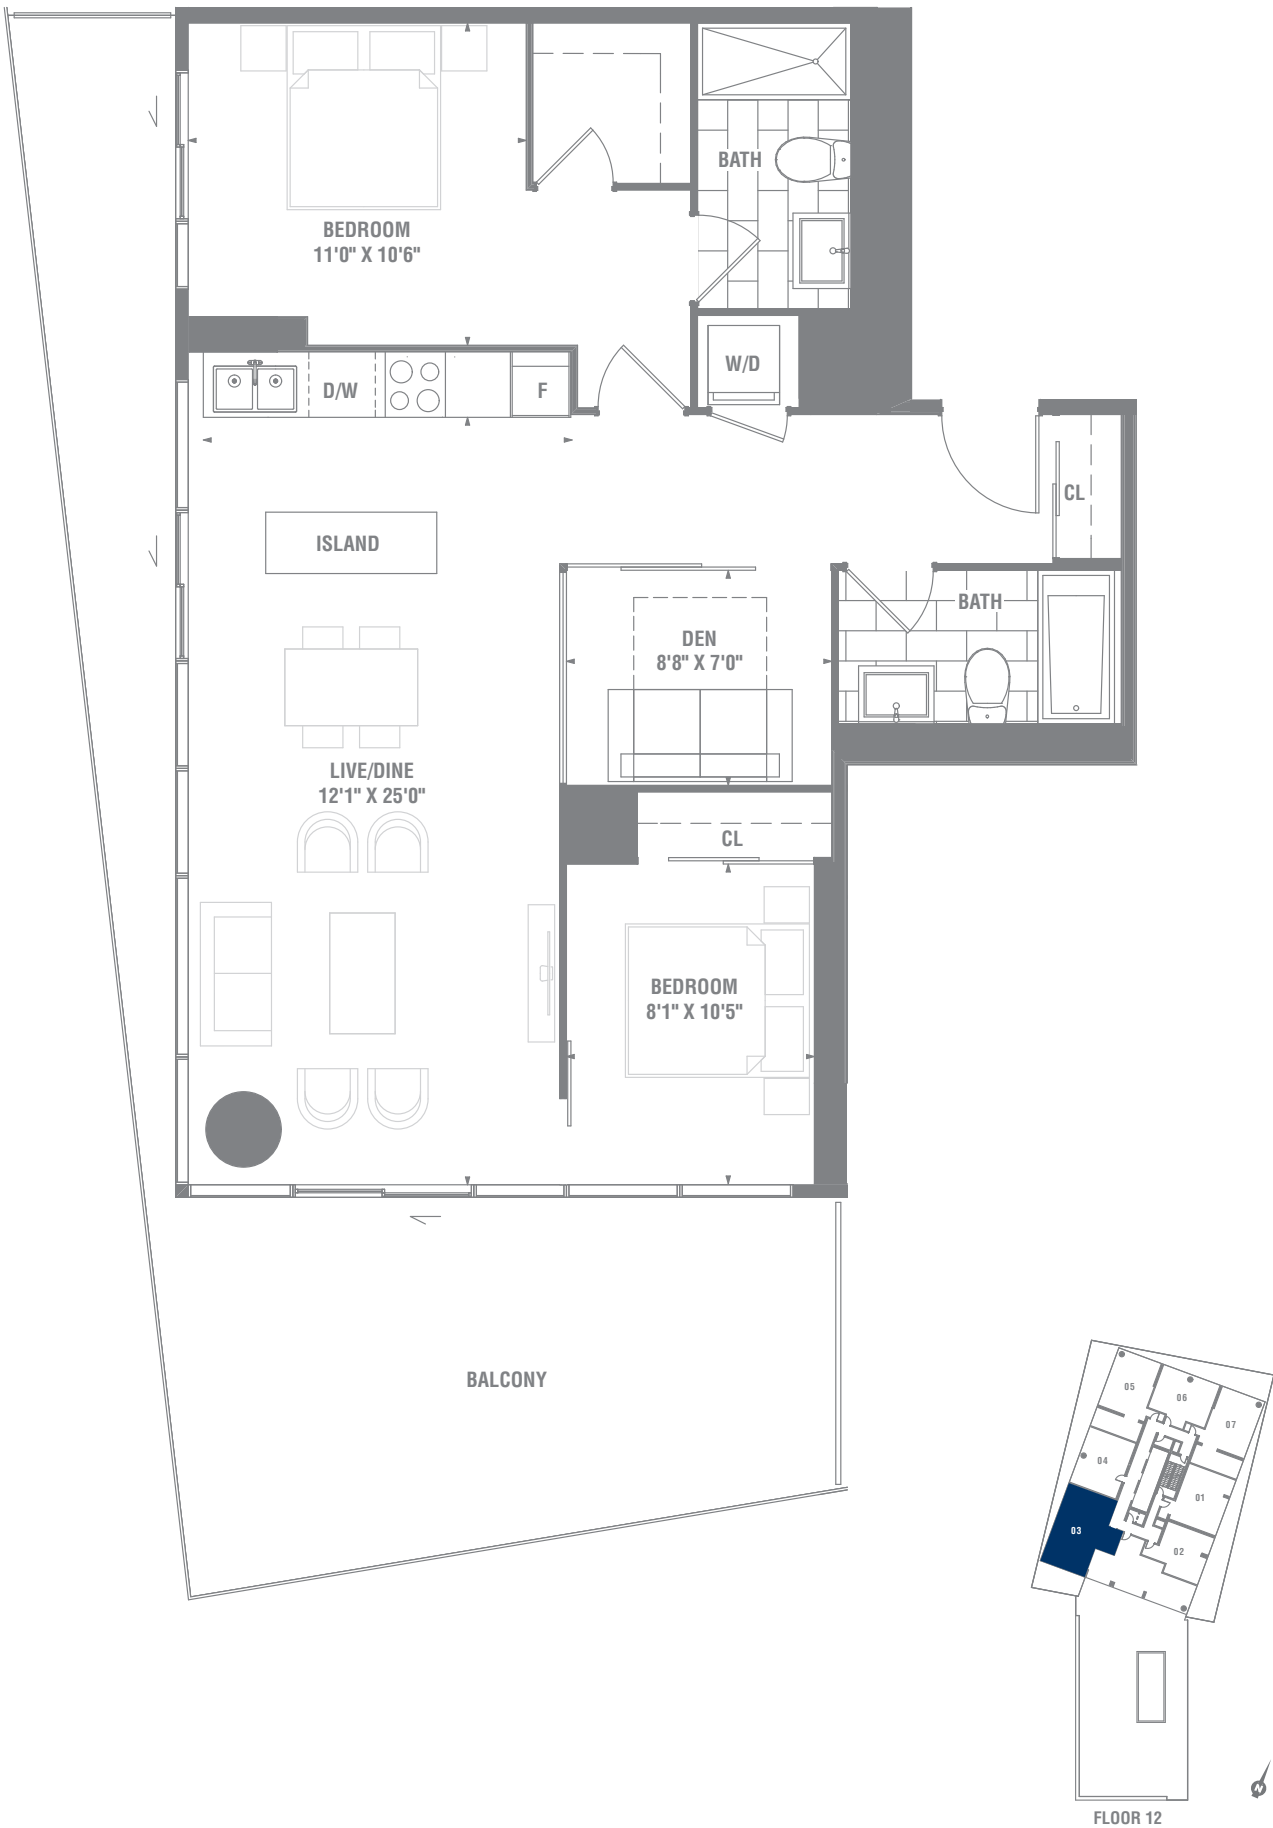 BATH
BEDROOM
11'0" X 10'6"
W/D
D/W
F
CL
ISLAND
BATH
DEN
8'8" X 7'0"
LIVE/DINE
12'1" X 25'0"
CL
BEDROOM
8'1" X 10'5"
BALCONY
05
06
07
04
01
03
02
N
FLOOR 12